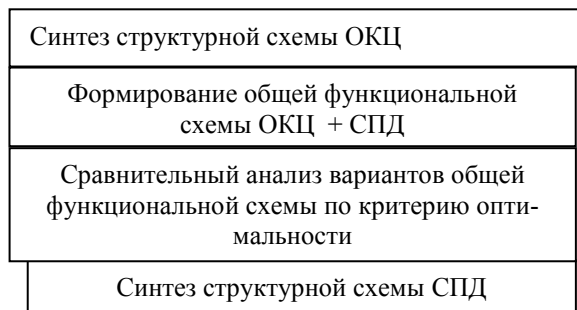 Синтез структурной схемы ОКЦ
Формирование общей функциональной
схемы ОКЦ + СПД
Сравнительный анализ вариантов общей
функциональной схемы по критерию опти-
мальности
Синтез структурной схемы СПД